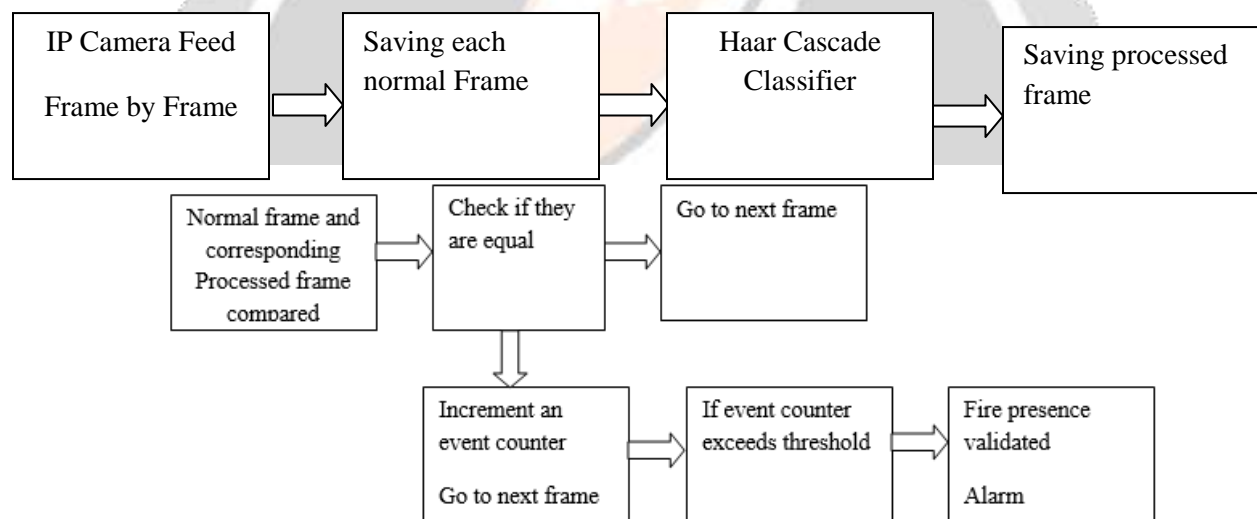 IP Camera Feed
Frame by Frame
Saving each
normal Frame
Haar Cascade
Classifier
Saving processed
frame
Normal frame and
corresponding
Processed frame
compared
Check if they
are equal
Go to next frame
Increment an
event counter
Go to next frame
If event counter
exceeds threshold
Fire presence
validated
Alarm